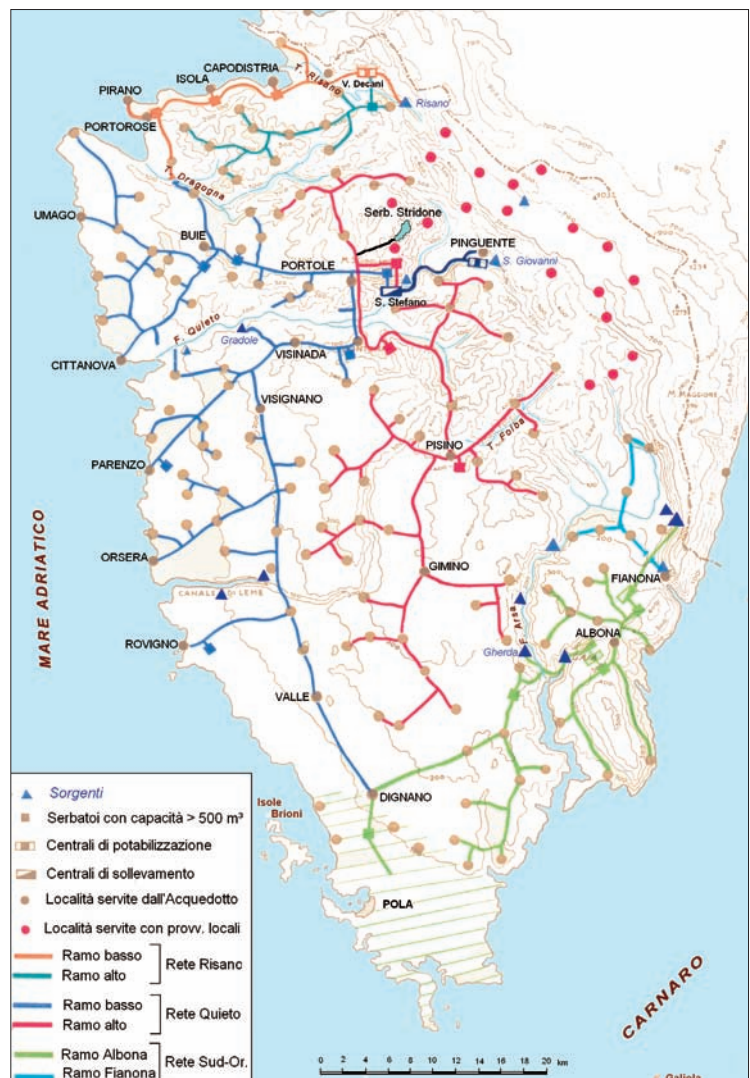 CAPODISTRIA
ISOLA
PIRANO
PORTOROSE
T. Risano
V. Decani
Risano
T. Dragogna
UMAGO
BUIE
Serb. Stridone
PINGUENTE
PORTOLE
S. Giovanni
S. Stefano
F. Quieto
Gradole
CITTANOVA
VISINADA
VISIGNANO
M. MAGGIORE
PARENZO
PISINO
T. Foiba
ORSERA
GIMINO
FIANONA
CANALE DI LEME
F. Arsa
ALBONA
ROVIGNO
Gherda
VALLE
MARE ADRIATICO
DIGNANO
Isole
Brioni
POLA
CARNARO
Sorgenti
Serbatoi con capacità > 500 m³
Centrali di potabilizzazione
Centrali di sollevamento
Località servite dall'Acquedotto
Località servite con provv. locali
Ramo basso
Ramo alto
Rete Risano
Ramo basso
Ramo alto
Rete Quieto
Ramo Albona
Ramo Fianona
Rete Sud-Or.
0 2 4 6 8 10 12 14 16 18 20 km